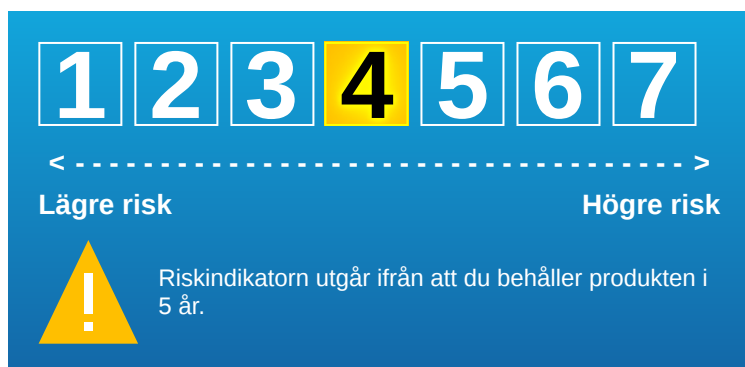 1 2 3 4 5 6 7
< - - - - - - - - - - - - - - - - - - - - - - - - - - - - - - - - - - - - >
Lägre risk Högre risk
!
Riskindikatorn utgår ifrån att du behåller produkten i
5 år.